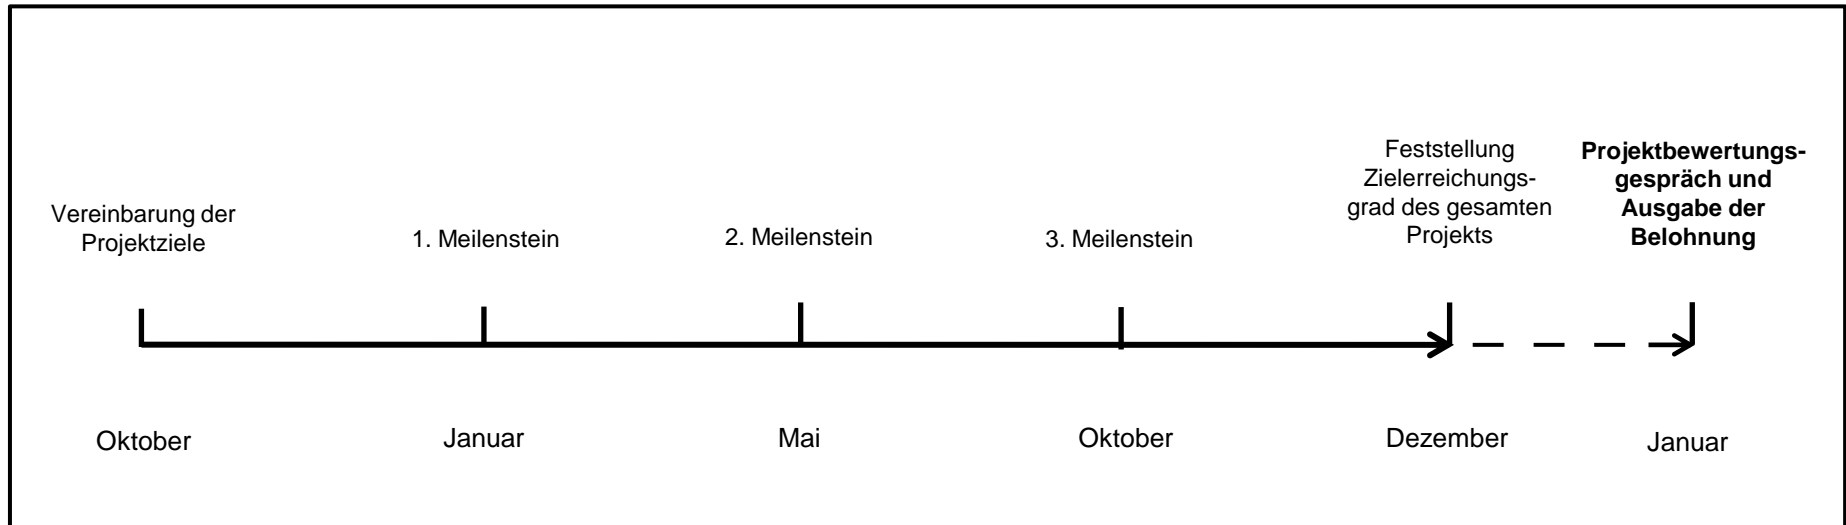 Vereinbarung der
Projektziele
1. Meilenstein
2. Meilenstein
3. Meilenstein
Feststellung
Zielerreichungs-
grad des gesamten
Projekts
Projektbewertungs-
gespräch und
Ausgabe der
Belohnung
Oktober
Januar
Mai
Oktober
Dezember
Januar